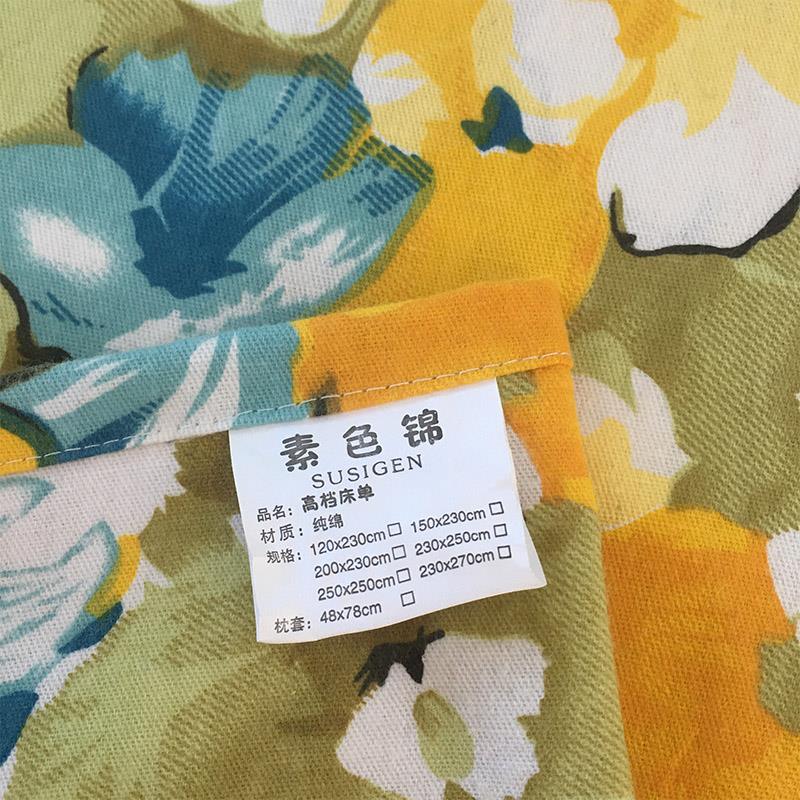 素色锦
SUSIGEN
品名：高档床单
材质：纯绵
规格：120x230cm□ 150x230cm□
200x230cm□ 230x250cm□
250x250cm□ 230x270cm□
枕套：48x78cm □